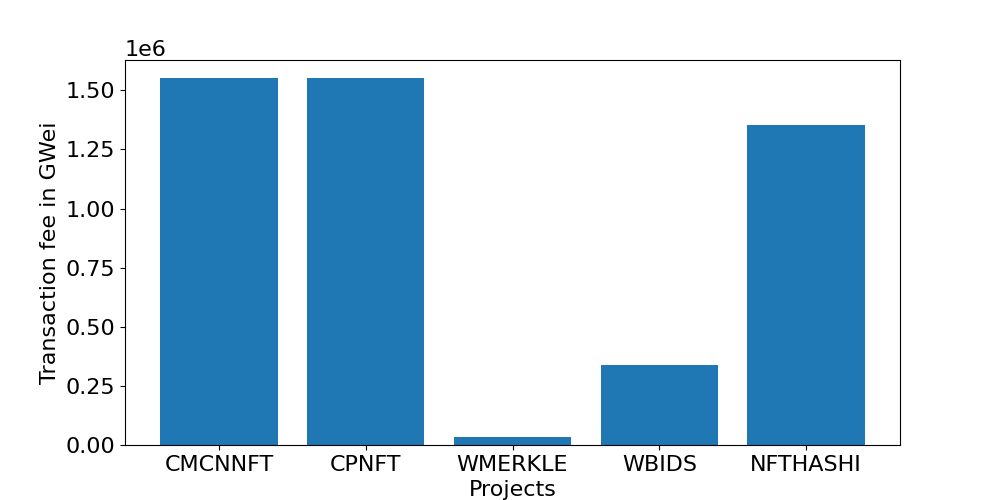 1e6
1.50
1.25
1.00
0.75
0.50
0.25
0.00
Transaction fee in GWei
CMCNNFT CPNFT WMERKLE WBIDS NFTHASHI
Projects